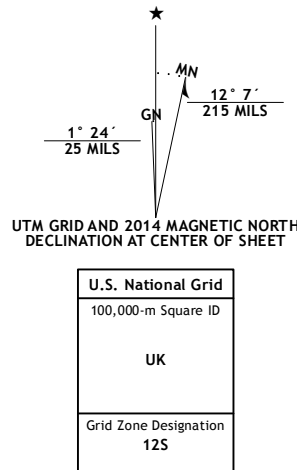 ★
MN
GN
12° 7´
215 MILS
1° 24´
25 MILS
UTM GRID AND 2014 MAGNETIC NORTH
DECLINATION AT CENTER OF SHEET
U.S. National Grid
100,000-m Square ID
UK
Grid Zone Designation
12S